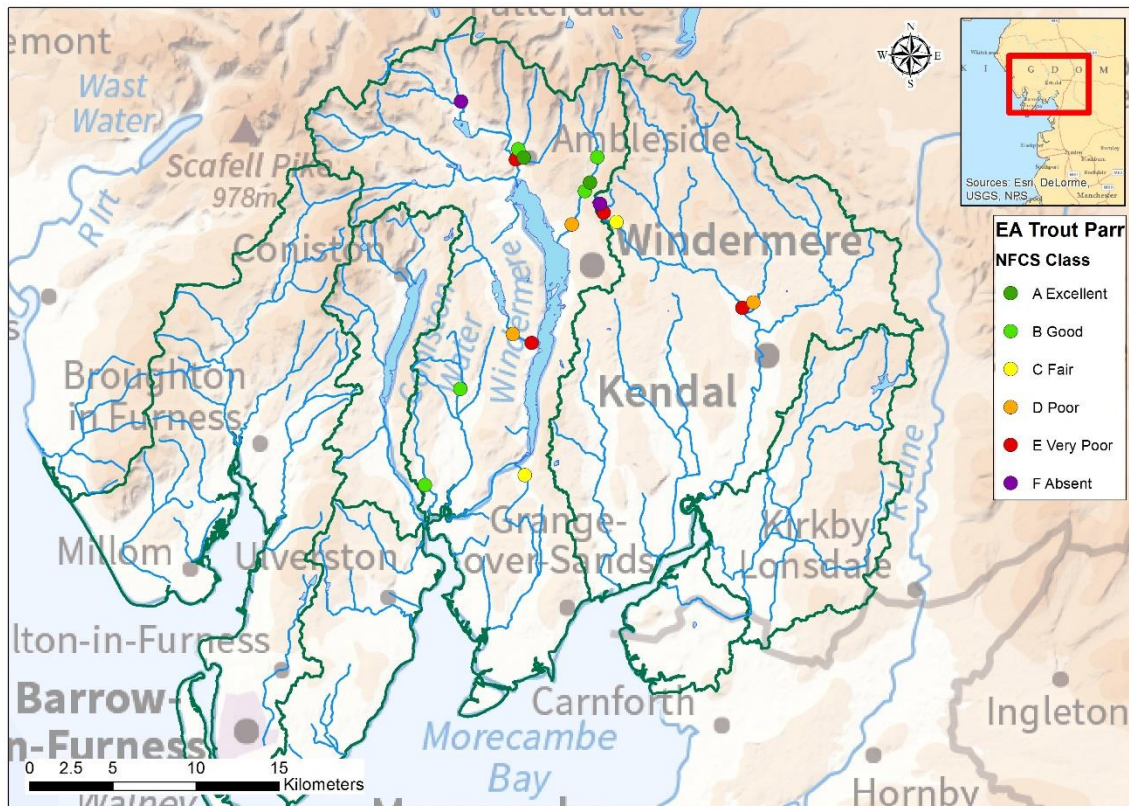 Patterdale
emont
Wast
Water
Scafell Pike
978m
R Irt
Ambleside
Coniston
Windermere
Windermere
Coniston
Water
Broughton
in Furness
Kendal
Millom
Ulverston
Grange-
over-Sands
Kirkby
Lonsdale
R Lune
lton-in-Furness
Barrow-
n-Furness
Carnforth
Ingleton
Morecambe
Bay
Hornby
Walney
N
W
E
S
0 2.5 5 10 15
Kilometers
K I G D O M
Sources: Esri, DeLorme,
USGS, NPS
EA Trout Parr
NFCS Class
A Excellent
B Good
C Fair
D Poor
E Very Poor
F Absent